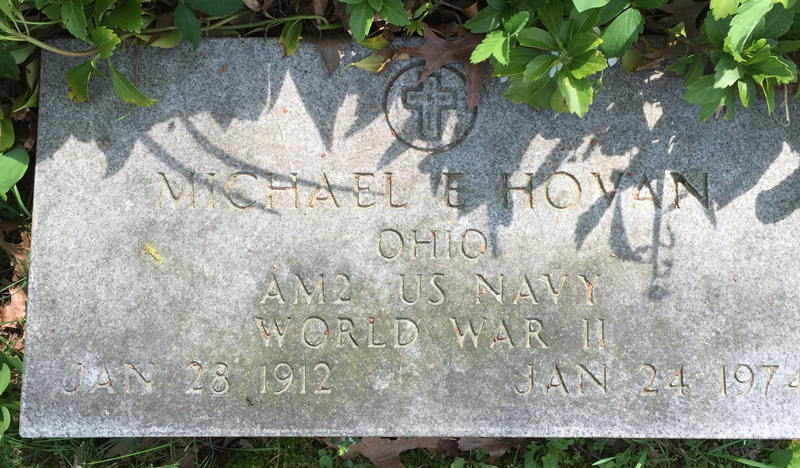 MICHAEL E HOVAN
OHIO
AM2 US NAVY
WORLD WAR II
JAN 28 1912 JAN 24 1974